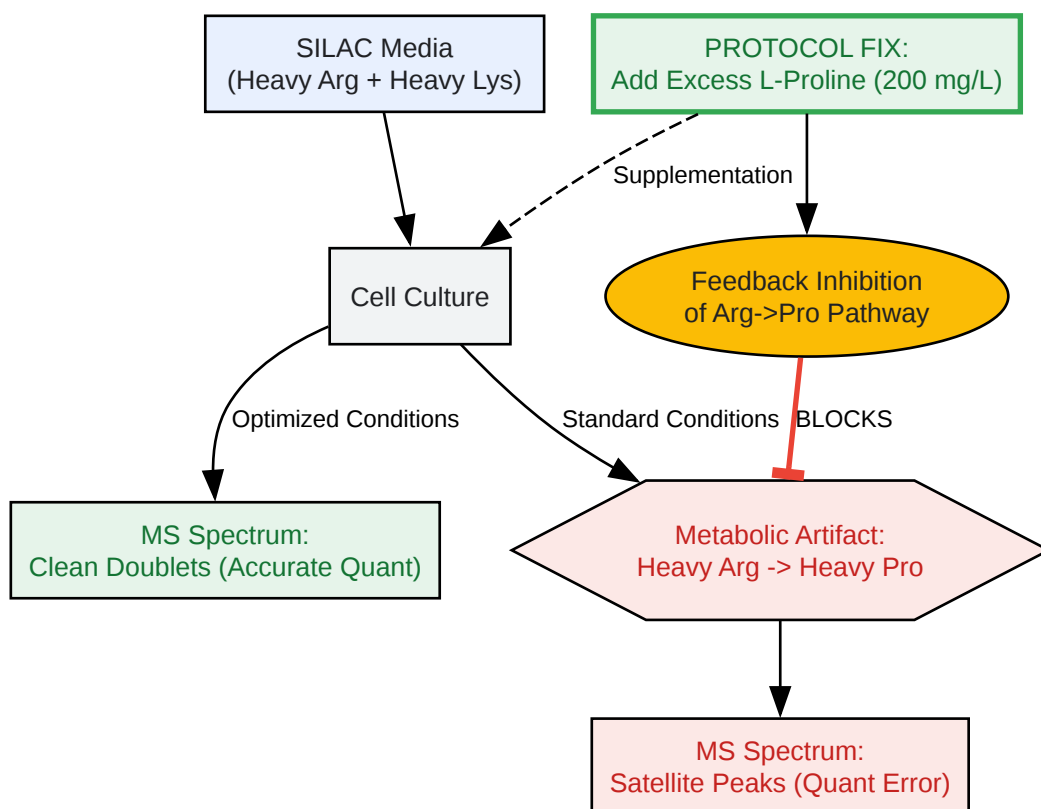 SILAC Media
(Heavy Arg + Heavy Lys)
PROTOCOL FIX:
Add Excess L-Proline (200 mg/L)
Supplementation
Cell Culture
Feedback Inhibition
of Arg->Pro Pathway
Optimized Conditions
Standard Conditions
BLOCKS
MS Spectrum:
Clean Doublets (Accurate Quant)
Metabolic Artifact:
Heavy Arg -> Heavy Pro
MS Spectrum:
Satellite Peaks (Quant Error)